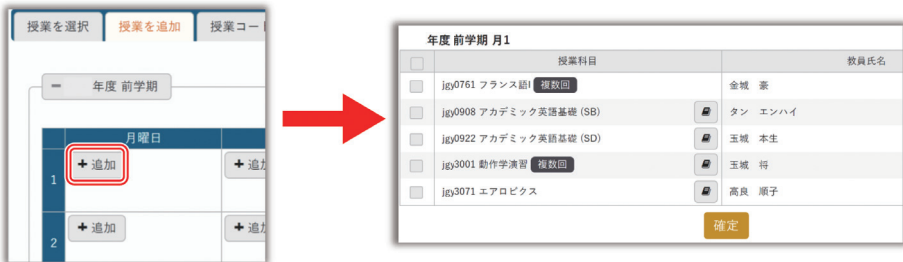 授業を選択 授業を追加 授業コード
年度 前学期
月曜日
1 追加 追加
2 追加 追加
年度 前学期 月1
授業科目 教員氏名
jgy0761 フランス語I 複数回 金城 豪
jgy0908 アカデミック英語基礎 (SB) タン エンハイ
jgy0922 アカデミック英語基礎 (SD) 玉城 本生
jgy3001 動作学演習 複数回 玉城 将
jgy3071 エアロビクス 高良 順子
確定